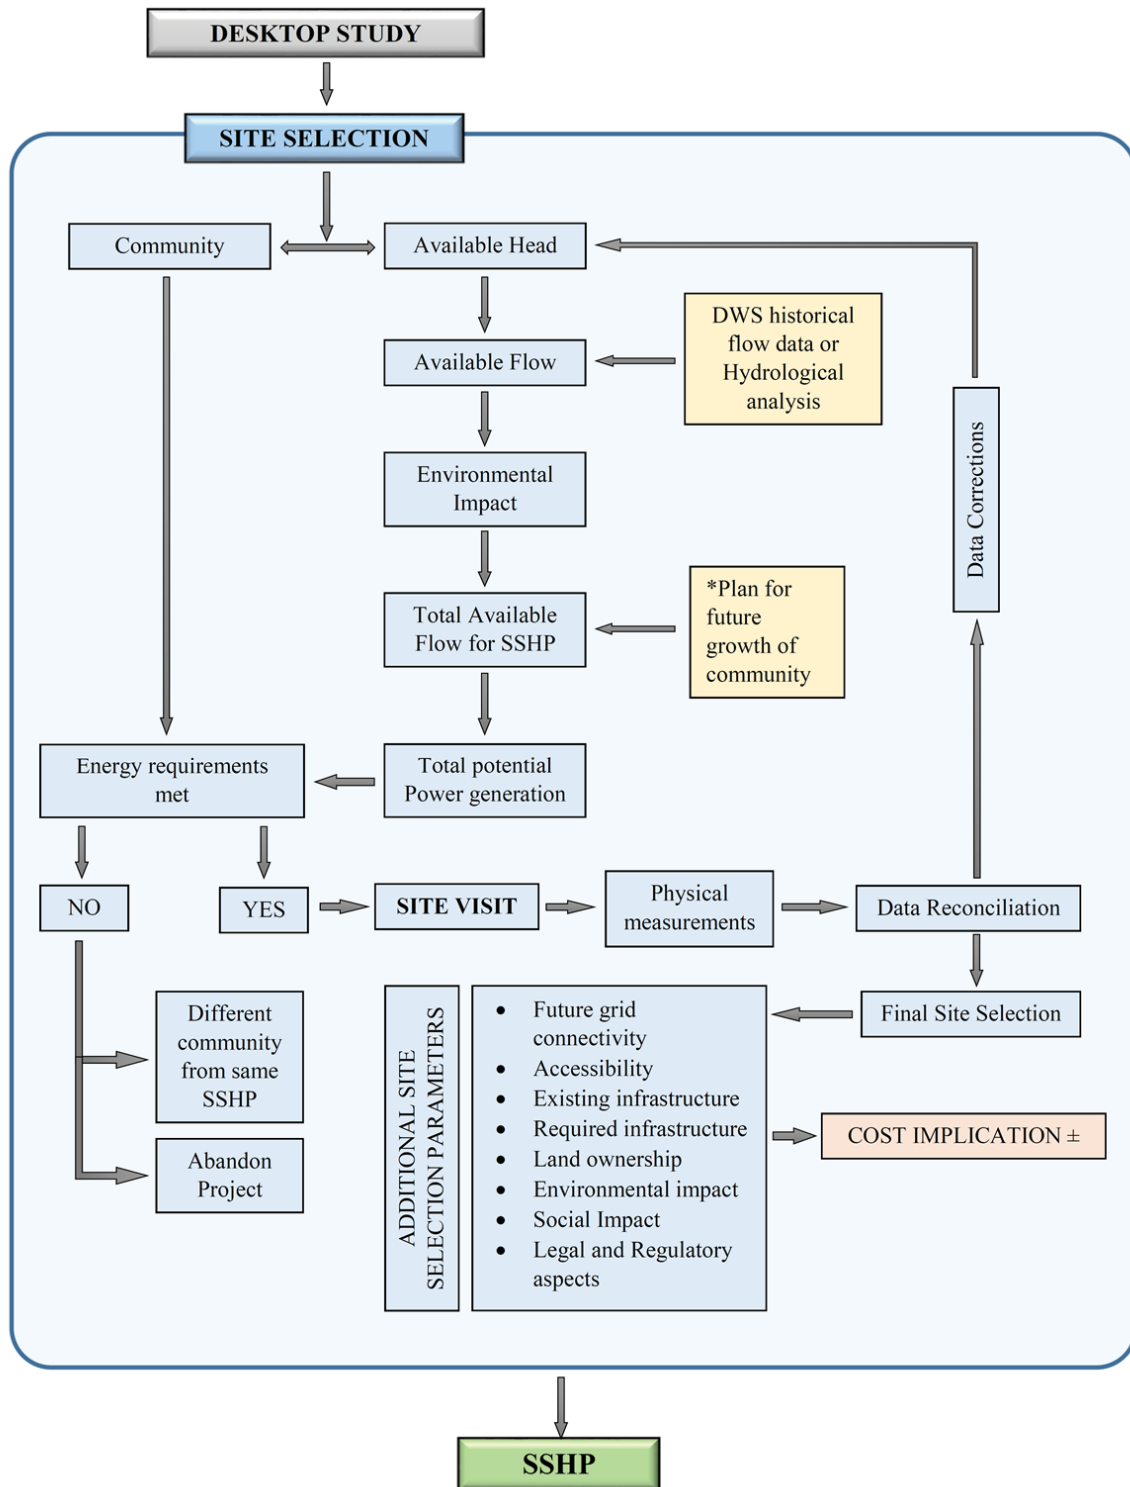 DESKTOP STUDY
SITE SELECTION
Community
Available Head
DWS historical
flow data or
Hydrological
analysis
Available Flow
Data Corrections
Environmental
Impact
*Plan for
future
growth of
community
Total Available
Flow for SSHP
Energy requirements
met
Total potential
Power generation
NO
YES
SITE VISIT
Physical
measurements
Data Reconciliation
Different
community
from same
SSHP
Abandon
Project
ADDITIONAL SITE
SELECTION PARAMETERS
• Future grid
connectivity
• Accessibility
• Existing infrastructure
• Required infrastructure
• Land ownership
• Environmental impact
• Social Impact
• Legal and Regulatory
aspects
Final Site Selection
COST IMPLICATION ±
SSHP